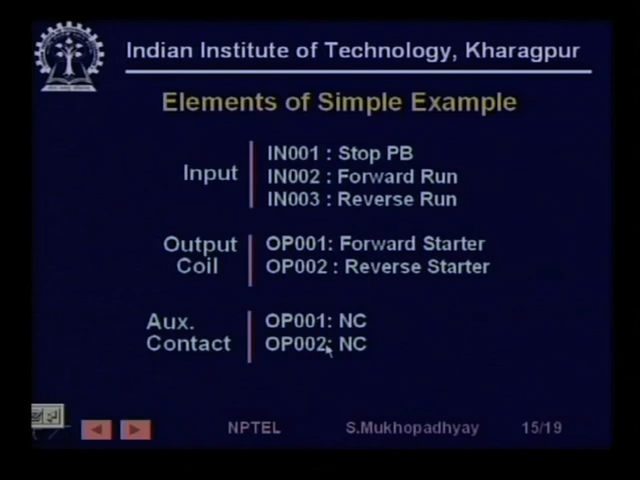 Indian Institute of Technology, Kharagpur
Elements of Simple Example
Input
IN001 : Stop PB
IN002 : Forward Run
IN003 : Reverse Run
Output
Coil
OP001: Forward Starter
OP002 : Reverse Starter
Aux.
Contact
OP001: NC
OP002: NC
NPTEL
S.Mukhopadhyay
15/19